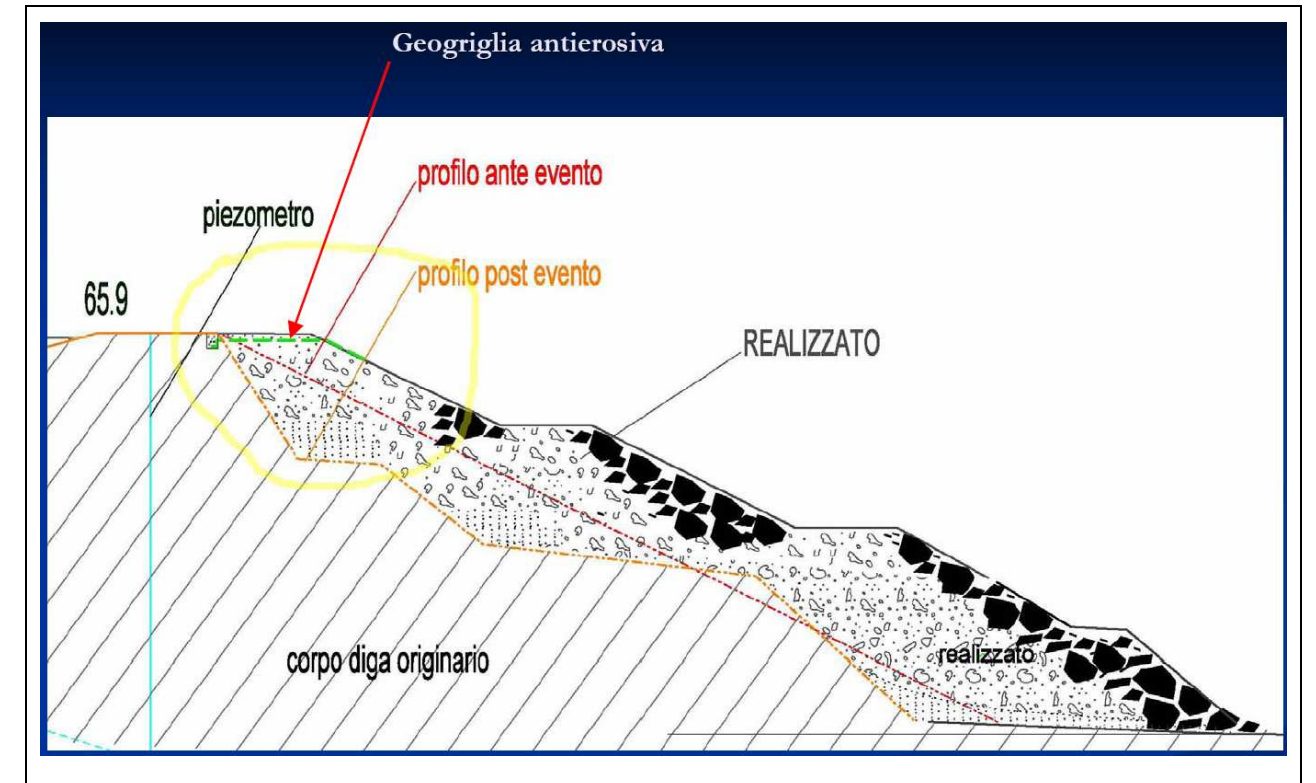 Geogriglia antierosiva
profilo ante evento
piezometro
profilo post evento
65.9
REALIZZATO
corpo diga originario
realizzato